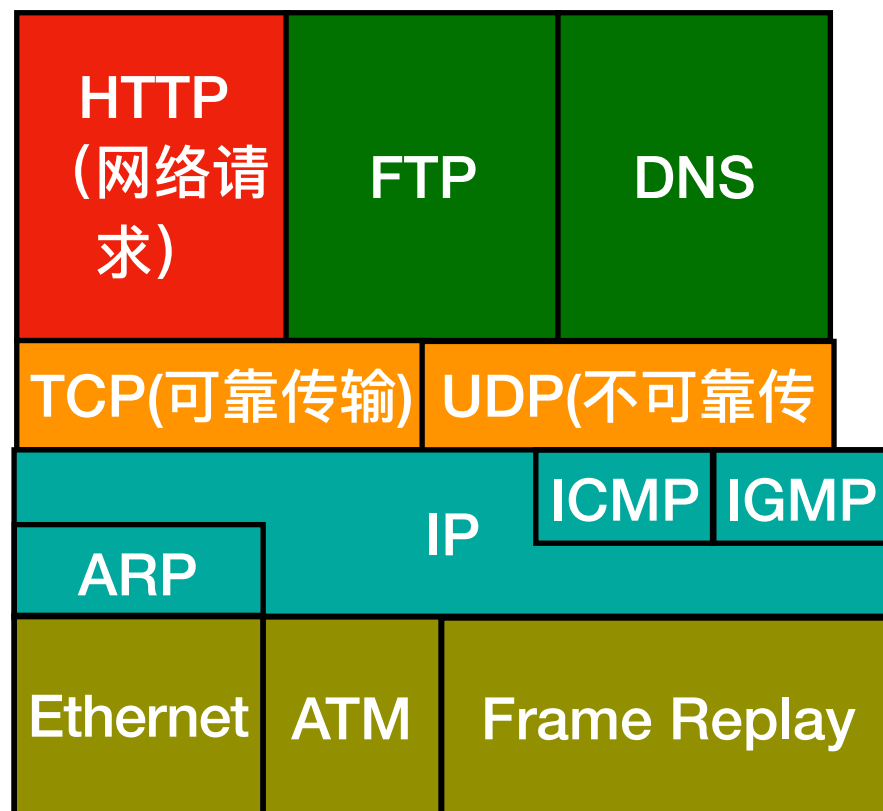 HTTP
（网络请
求）
FTP
DNS
TCP(可靠传输)
UDP(不可靠传
ICMP
IGMP
IP
ARP
Ethernet
ATM
Frame Replay